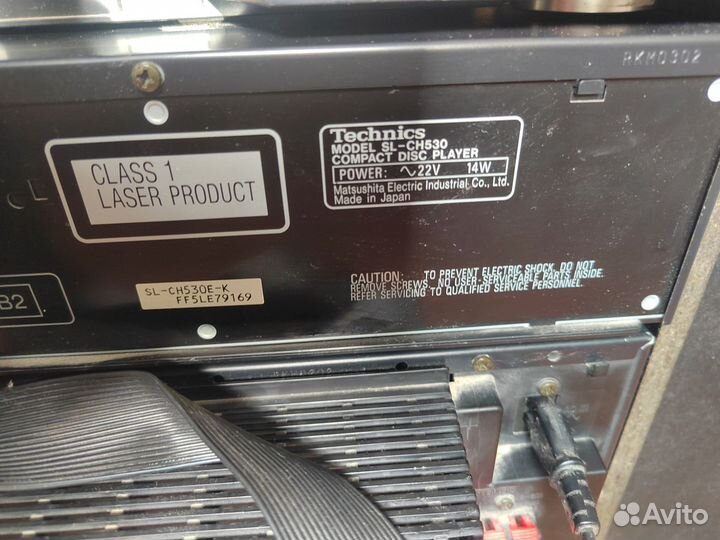 RKM0302
Technics
MODEL SL-CH530
COMPACT DISC PLAYER
POWER: ∿22V 14W
Matsushita Electric Industrial Co., Ltd.
Made in Japan
CLASS 1
LASER PRODUCT
L
CAUTION: TO PREVENT ELECTRIC SHOCK DO NOT
REMOVE SCREWS. NO USER-SERVICEABLE PARTS INSIDE.
REFER SERVICING TO QUALIFIED SERVICE PERSONNEL.
SL-CH530E-K
FF5LE79169
B2
Avito